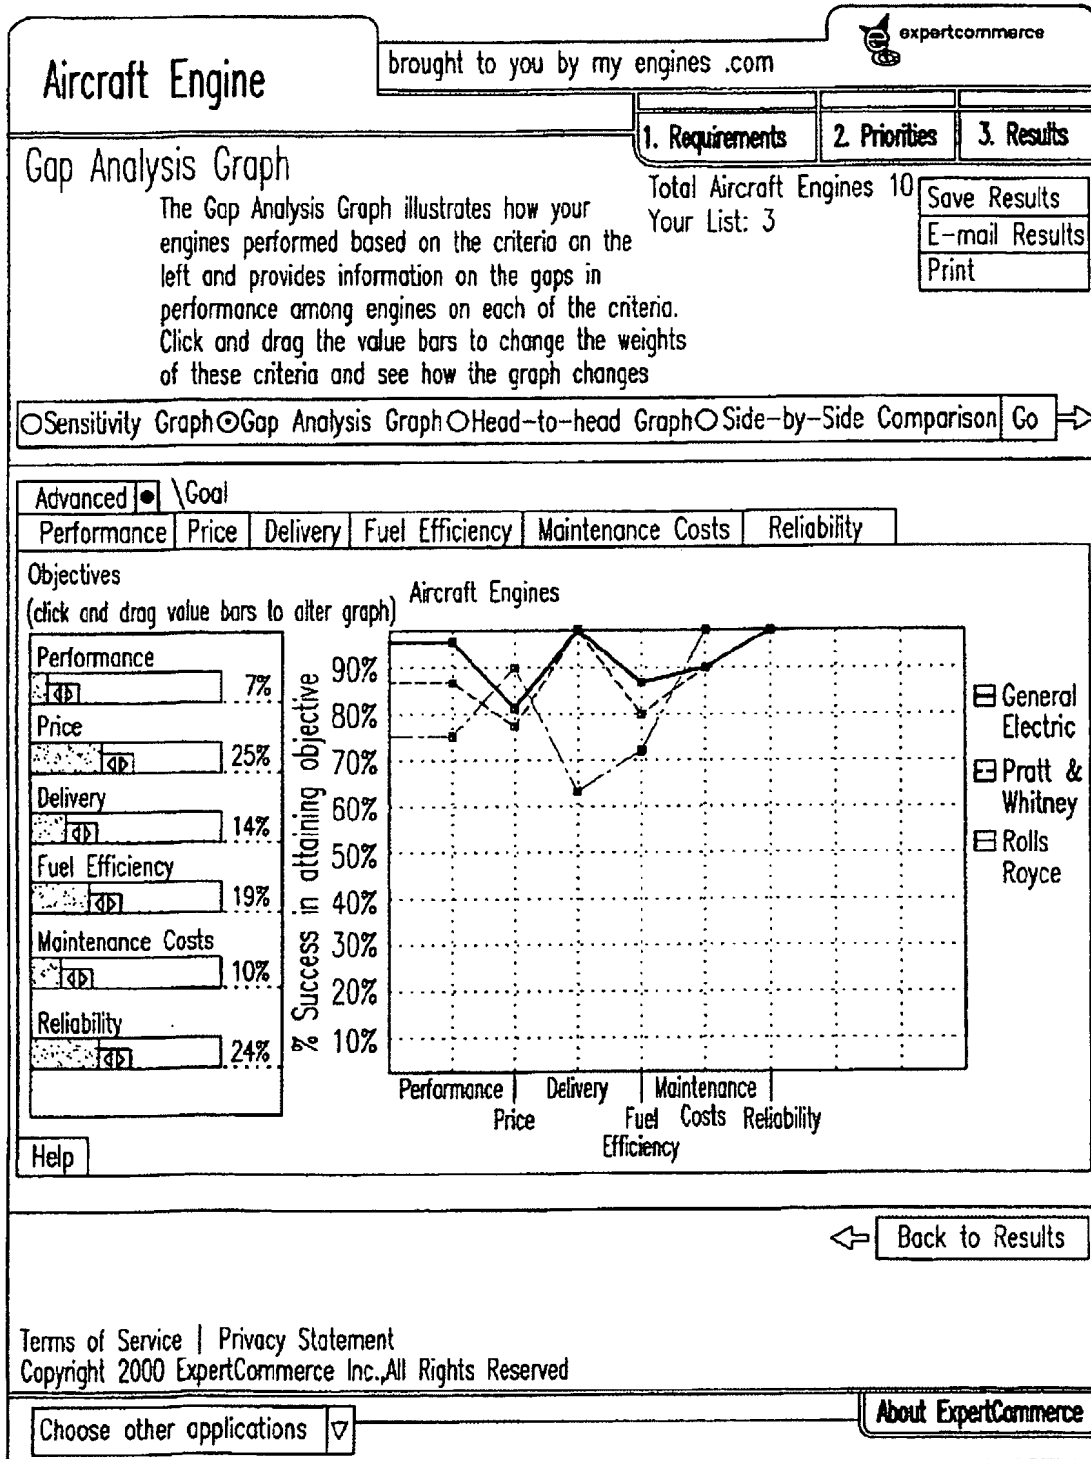 expertcommerce
Aircraft Engine
brought to you by my engines .com
1. Requirements
2. Priorities
3. Results
Gap Analysis Graph
The Gap Analysis Graph illustrates how your
engines performed based on the criteria on the
left and provides information on the gaps in
performance among engines on each of the criteria.
Click and drag the value bars to change the weights
of these criteria and see how the graph changes
Total Aircraft Engines 10
Your List: 3
Save Results
E-mail Results
Print
Sensitivity Graph
Gap Analysis Graph
Head-to-head Graph
Side-by-Side Comparison
Go
Advanced
\Goal
Performance
Price
Delivery
Fuel Efficiency
Maintenance Costs
Reliability
Objectives
(click and drag value bars to alter graph)
Performance
7%
Price
25%
Delivery
14%
Fuel Efficiency
19%
Maintenance Costs
10%
Reliability
24%
Aircraft Engines
% Success in attaining objective
90%
80%
70%
60%
50%
40%
30%
20%
10%
Performance
Price
Delivery
Fuel
Efficiency
Maintenance
Costs
Reliability
General
Electric
Pratt &
Whitney
Rolls
Royce
Help
Back to Results
Terms of Service | Privacy Statement
Copyright 2000 ExpertCommerce Inc.,All Rights Reserved
Choose other applications
About ExpertCommerce